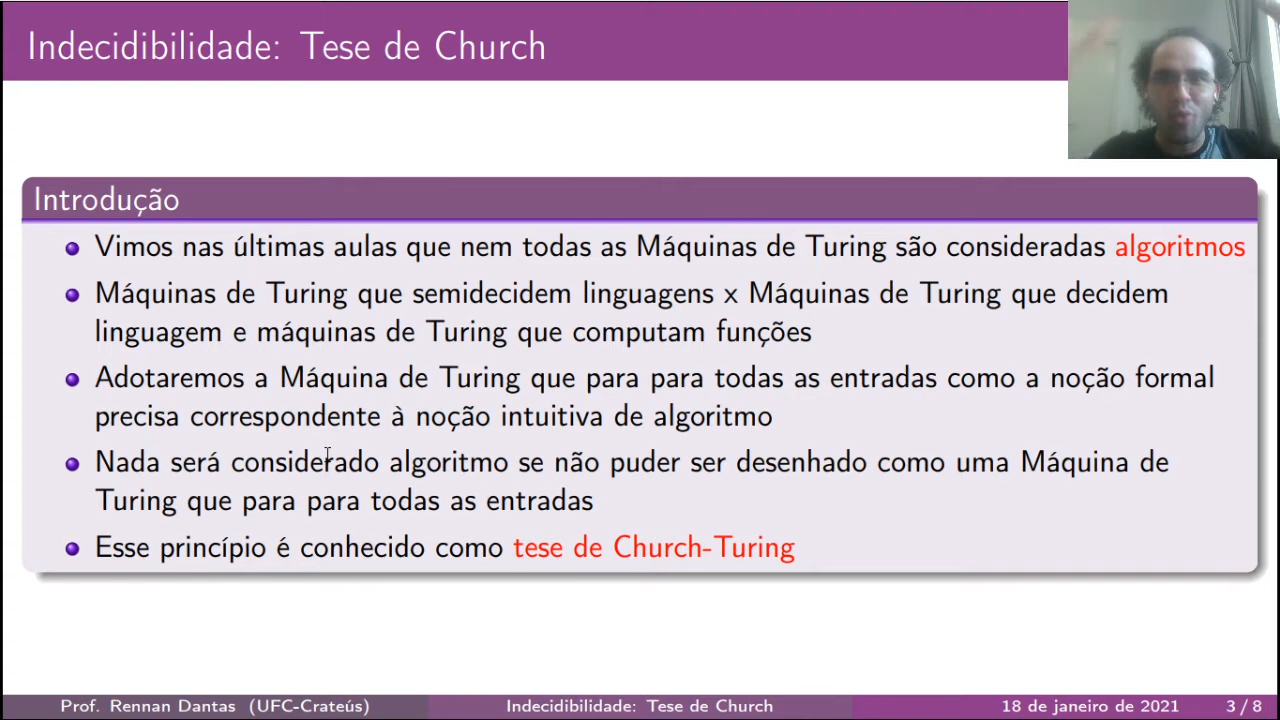 Indecidibilidade: Tese de Church
Introdução
Vimos nas últimas aulas que nem todas as Máquinas de Turing são consideradas algoritmos
Máquinas de Turing que semidecidem linguagens x Máquinas de Turing que decidem
linguagem e máquinas de Turing que computam funções
Adotaremos a Máquina de Turing que para para todas as entradas como a noção formal
precisa correspondente à noção intuitiva de algoritmo
Nada será considerado algoritmo se não puder ser desenhado como uma Máquina de
Turing que para para todas as entradas
Esse princípio é conhecido como tese de Church-Turing
Prof. Rennan Dantas (UFC-Crateús) Indecidibilidade: Tese de Church 18 de janeiro de 2021 3 / 8